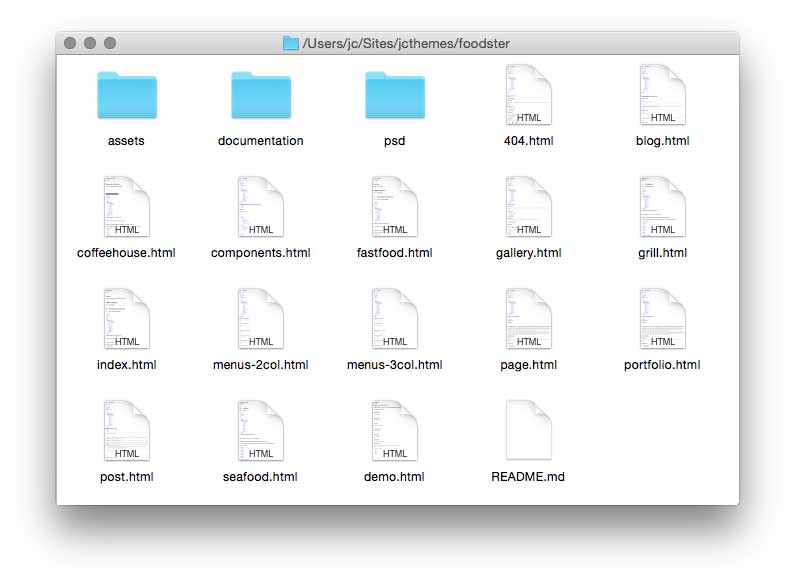 /Users/jc/Sites/jcthemes/foodster
HTML HTML
assets documentation psd 404.html blog.html
HTML HTML HTML HTML HTML
coffeehouse.html components.html fastfood.html gallery.html grill.html
HTML HTML HTML HTML HTML
index.html menus-2col.html menus-3col.html page.html portfolio.html
HTML HTML HTML
post.html seafood.html demo.html README.md